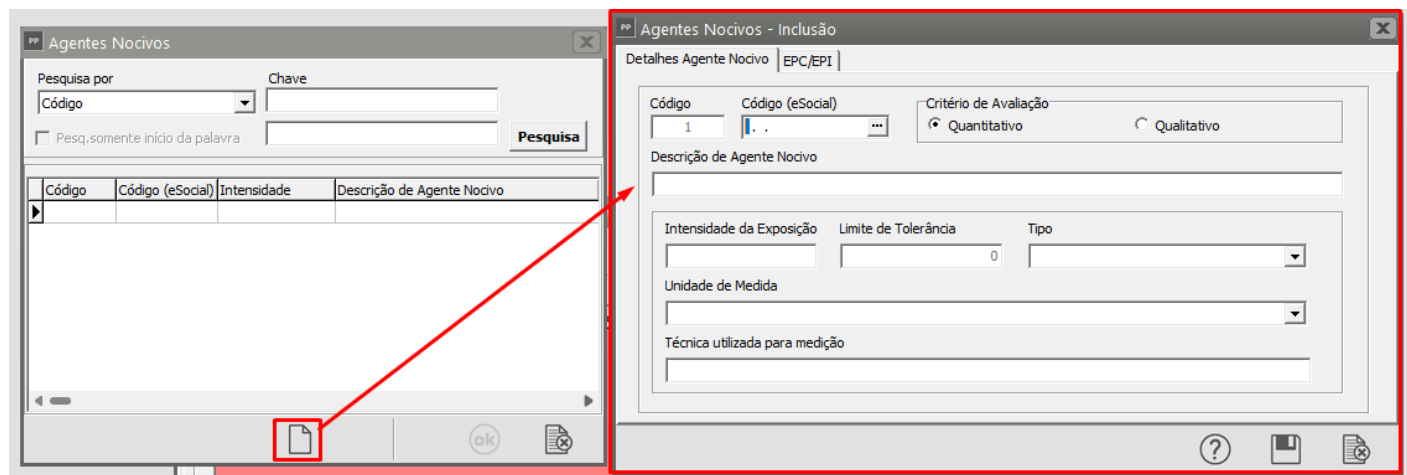 PP Agentes Nocivos
Pesquisa por Chave
Código
Pesq.somente início da palavra Pesquisa
Código Código (eSocial) Intensidade Descrição de Agente Nocivo
ok
PP Agentes Nocivos - Inclusão
Detalhes Agente Nocivo EPC/EPI
Código Código (eSocial) Critério de Avaliação
1 . . ... Quantitativo Qualitativo
Descrição de Agente Nocivo
Intensidade da Exposição Limite de Tolerância Tipo
0
Unidade de Medida
Técnica utilizada para medição
?